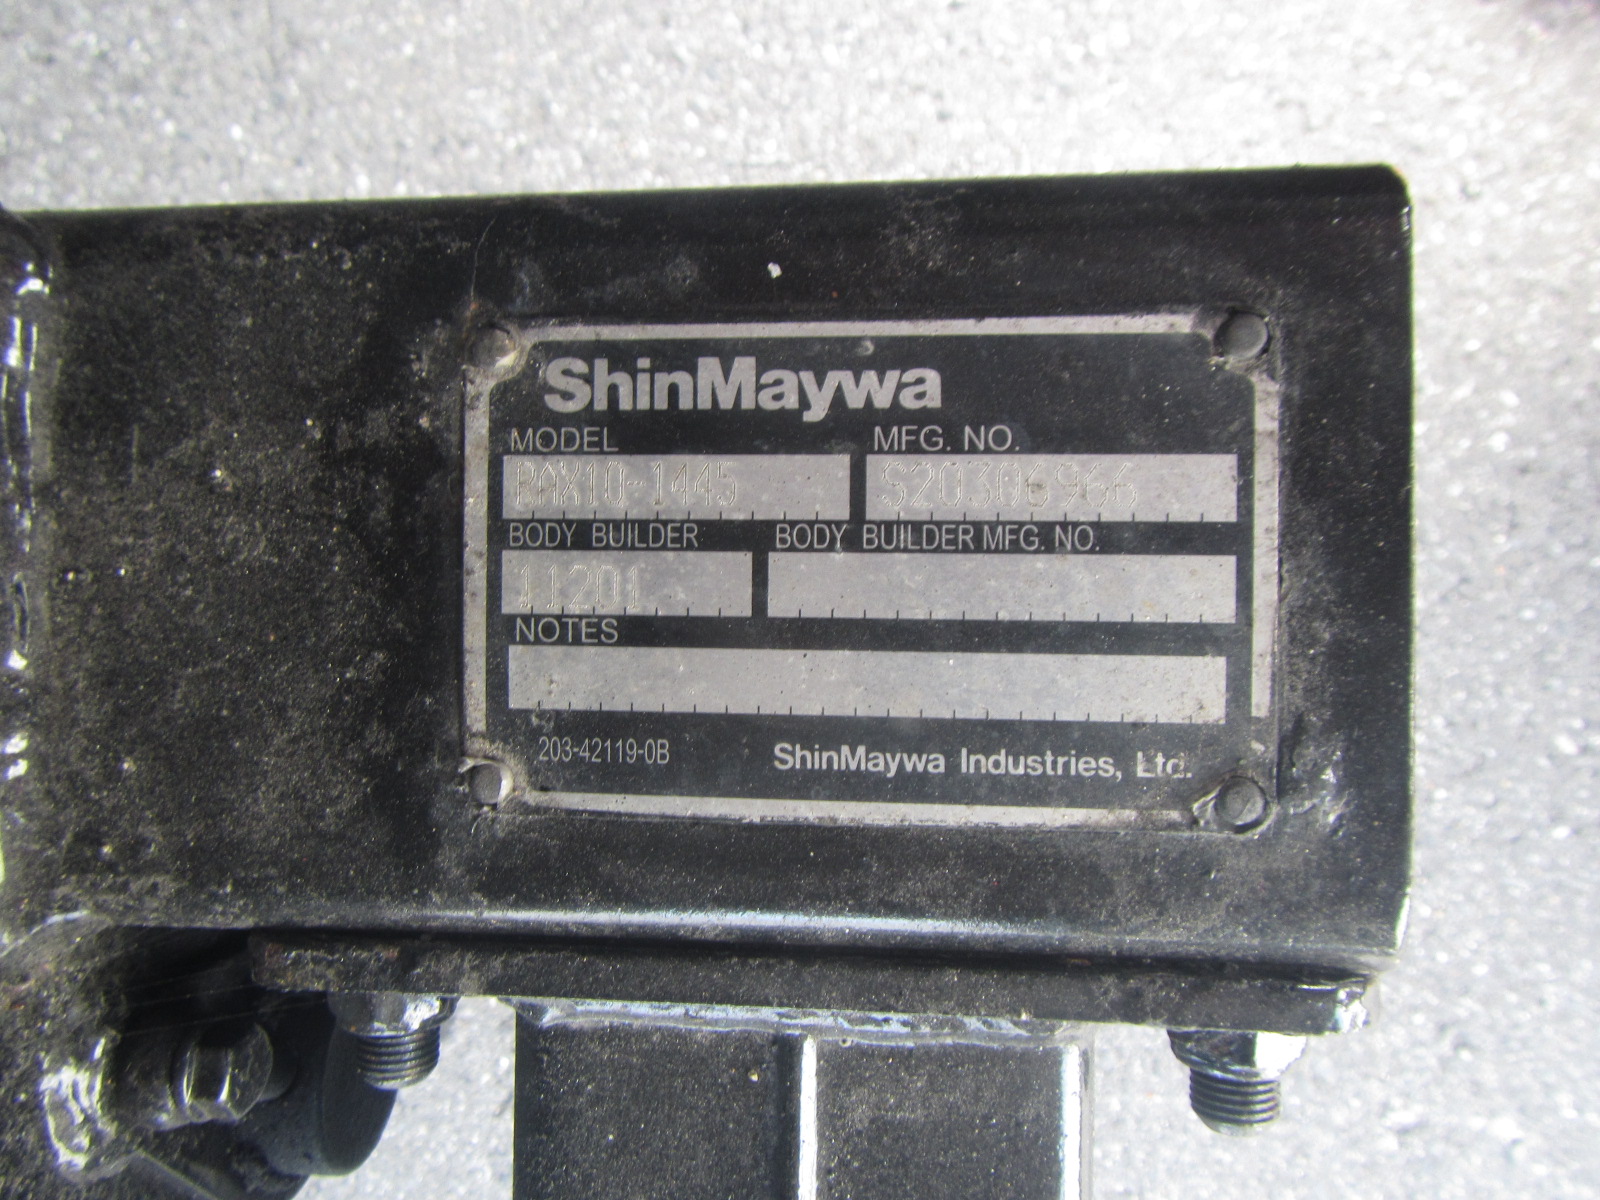 ShinMaywa
MODEL MFG. NO.
RAX10-1445 S20306966
BODY BUILDER BODY BUILDER MFG. NO.
11201
NOTES
203-42119-0B ShinMaywa Industries, Ltd.